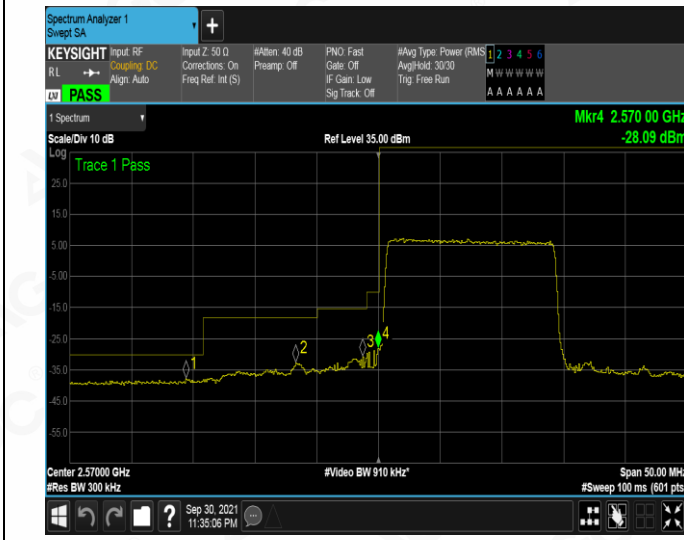 Spectrum Analyzer 1
Swept SA
+
KEYSIGHT Input: RF Input Z: 50 Ω #Atten: 40 dB PNO: Fast #Avg Type: Power (RMS 1 2 3 4 5 6
RL Coupling: DC Corrections: On Preamp: Off Gate: Off Avg|Hold: 30/30 M W W W W W
Align: Auto Freq Ref: Int (S) IF Gain: Low Trig: Free Run
Sig Track: Off A A A A A A
LXI PASS
1 Spectrum Mkr4 2.570 00 GHz
Scale/Div 10 dB Ref Level 35.00 dBm -28.09 dBm
Log
Trace 1 Pass
25.0
15.0
5.00
-5.00
-15.0
-25.0
-35.0
-45.0
-55.0
1
2
3
4
Center 2.57000 GHz #Video BW 910 kHz* Span 50.00 MHz
#Res BW 300 kHz #Sweep 100 ms (601 pts
? Sep 30, 2021
11:35:06 PM